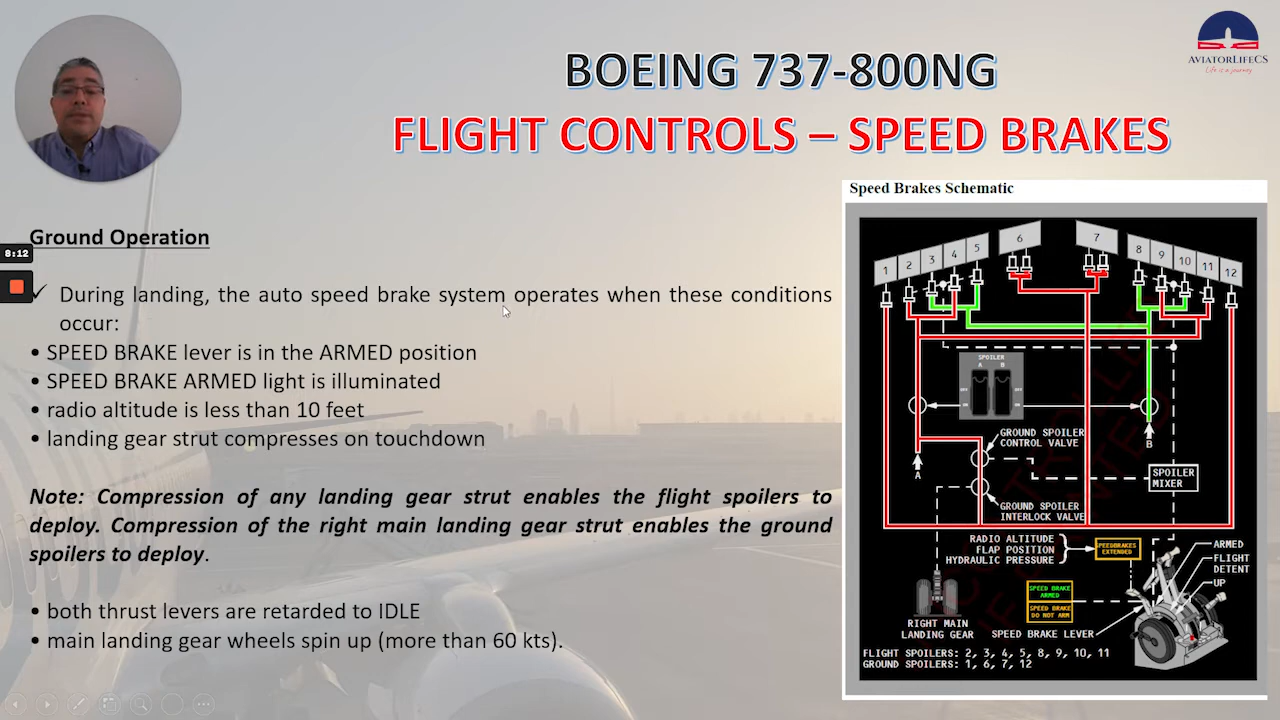 AVIATORLIFECS
Life is a journey
BOEING 737-800NG
FLIGHT CONTROLS – SPEED BRAKES
8:12
Ground Operation
✓ During landing, the auto speed brake system operates when these conditions
occur:
• SPEED BRAKE lever is in the ARMED position
• SPEED BRAKE ARMED light is illuminated
• radio altitude is less than 10 feet
• landing gear strut compresses on touchdown
Note: Compression of any landing gear strut enables the flight spoilers to
deploy. Compression of the right main landing gear strut enables the ground
spoilers to deploy.
• both thrust levers are retarded to IDLE
• main landing gear wheels spin up (more than 60 kts).
Speed Brakes Schematic
1 2 3 4 5 6 7 8 9 10 11 12
SPOILER
A B
OFF OFF
ON ON
GROUND SPOILER
CONTROL VALVE
A
B
SPOILER
MIXER
GROUND SPOILER
INTERLOCK VALVE
RADIO ALTITUDE
FLAP POSITION
HYDRAULIC PRESSURE
SPEEDBRAKES
EXTENDED
ARMED
FLIGHT
DETENT
UP
SPEED BRAKE
ARMED
SPEED BRAKE
DO NOT ARM
RIGHT MAIN
LANDING GEAR
SPEED BRAKE LEVER
FLIGHT SPOILERS: 2, 3, 4, 5, 8, 9, 10, 11
GROUND SPOILERS: 1, 6, 7, 12